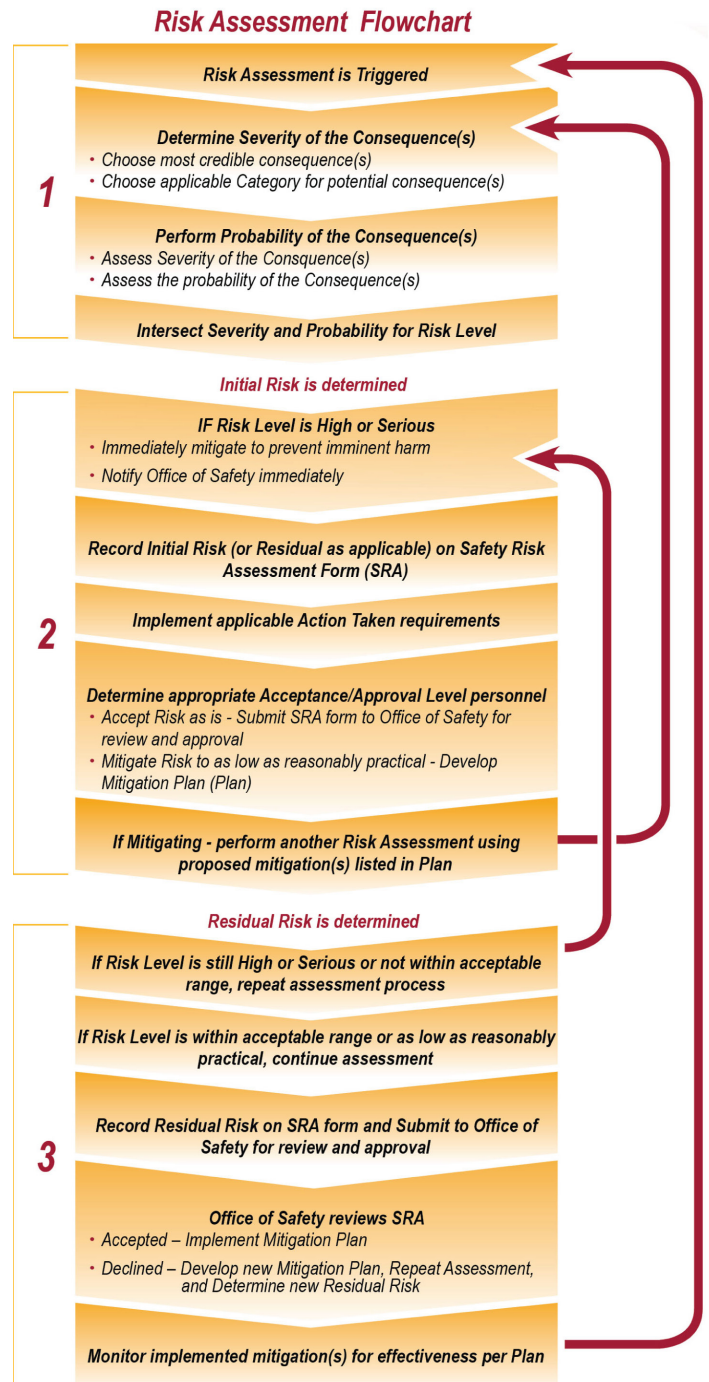 Risk Assessment Flowchart
1
Risk Assessment is Triggered
Determine Severity of the Consequence(s)
• Choose most credible consequence(s)
• Choose applicable Category for potential consequence(s)
Perform Probability of the Consequence(s)
• Assess Severity of the Consquence(s)
• Assess the probability of the Consequence(s)
Intersect Severity and Probability for Risk Level
2
Initial Risk is determined
IF Risk Level is High or Serious
• Immediately mitigate to prevent imminent harm
• Notify Office of Safety immediately
Record Initial Risk (or Residual as applicable) on Safety Risk
Assessment Form (SRA)
Implement applicable Action Taken requirements
Determine appropriate Acceptance/Approval Level personnel
• Accept Risk as is - Submit SRA form to Office of Safety for
review and approval
• Mitigate Risk to as low as reasonably practical - Develop
Mitigation Plan (Plan)
If Mitigating - perform another Risk Assessment using
proposed mitigation(s) listed in Plan
3
Residual Risk is determined
If Risk Level is still High or Serious or not within acceptable
range, repeat assessment process
If Risk Level is within acceptable range or as low as reasonably
practical, continue assessment
Record Residual Risk on SRA form and Submit to Office of
Safety for review and approval
Office of Safety reviews SRA
• Accepted – Implement Mitigation Plan
• Declined – Develop new Mitigation Plan, Repeat Assessment,
and Determine new Residual Risk
Monitor implemented mitigation(s) for effectiveness per Plan